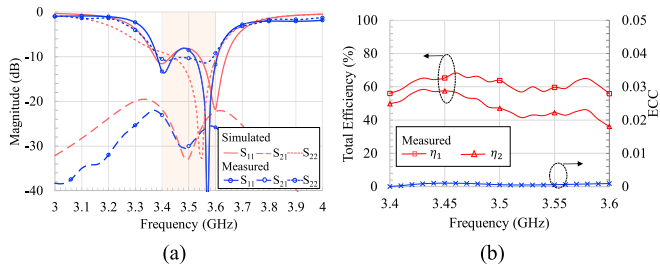 0
-10
-20
-30
-40
Magnitude (dB)
3 3.1 3.2 3.3 3.4 3.5 3.6 3.7 3.8 3.9 4
Frequency (GHz)
Simulated
S11 S21 S22
Measured
S11 S21 S22
(a)
100
80
60
40
20
0
Total Efficiency (%)
0.05
0.04
0.03
0.02
0.01
0
ECC
Measured
η1 η2
3.4 3.45 3.5 3.55 3.6
Frequency (GHz)
(b)